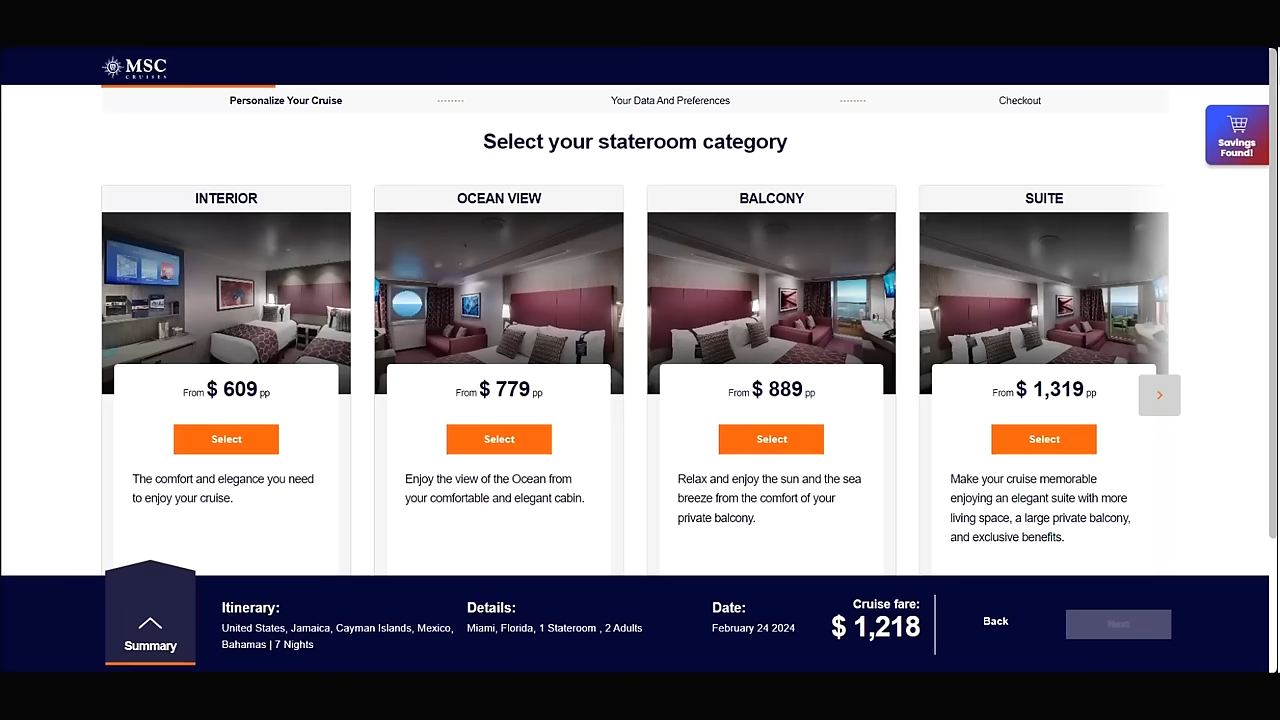 MSC
CRUISES
Personalize Your Cruise
Your Data And Preferences
Checkout
Savings
Found!
Select your stateroom category
INTERIOR
From $ 609 pp
Select
The comfort and elegance you need
to enjoy your cruise.
OCEAN VIEW
From $ 779 pp
Select
Enjoy the view of the Ocean from
your comfortable and elegant cabin.
BALCONY
From $ 889 pp
Select
Relax and enjoy the sun and the sea
breeze from the comfort of your
private balcony.
SUITE
From $ 1,319 pp
Select
Make your cruise memorable
enjoying an elegant suite with more
living space, a large private balcony,
and exclusive benefits.
Summary
Itinerary:
United States, Jamaica, Cayman Islands, Mexico,
Bahamas | 7 Nights
Details:
Miami, Florida, 1 Stateroom , 2 Adults
Date:
February 24 2024
Cruise fare:
$ 1,218
Back
Next